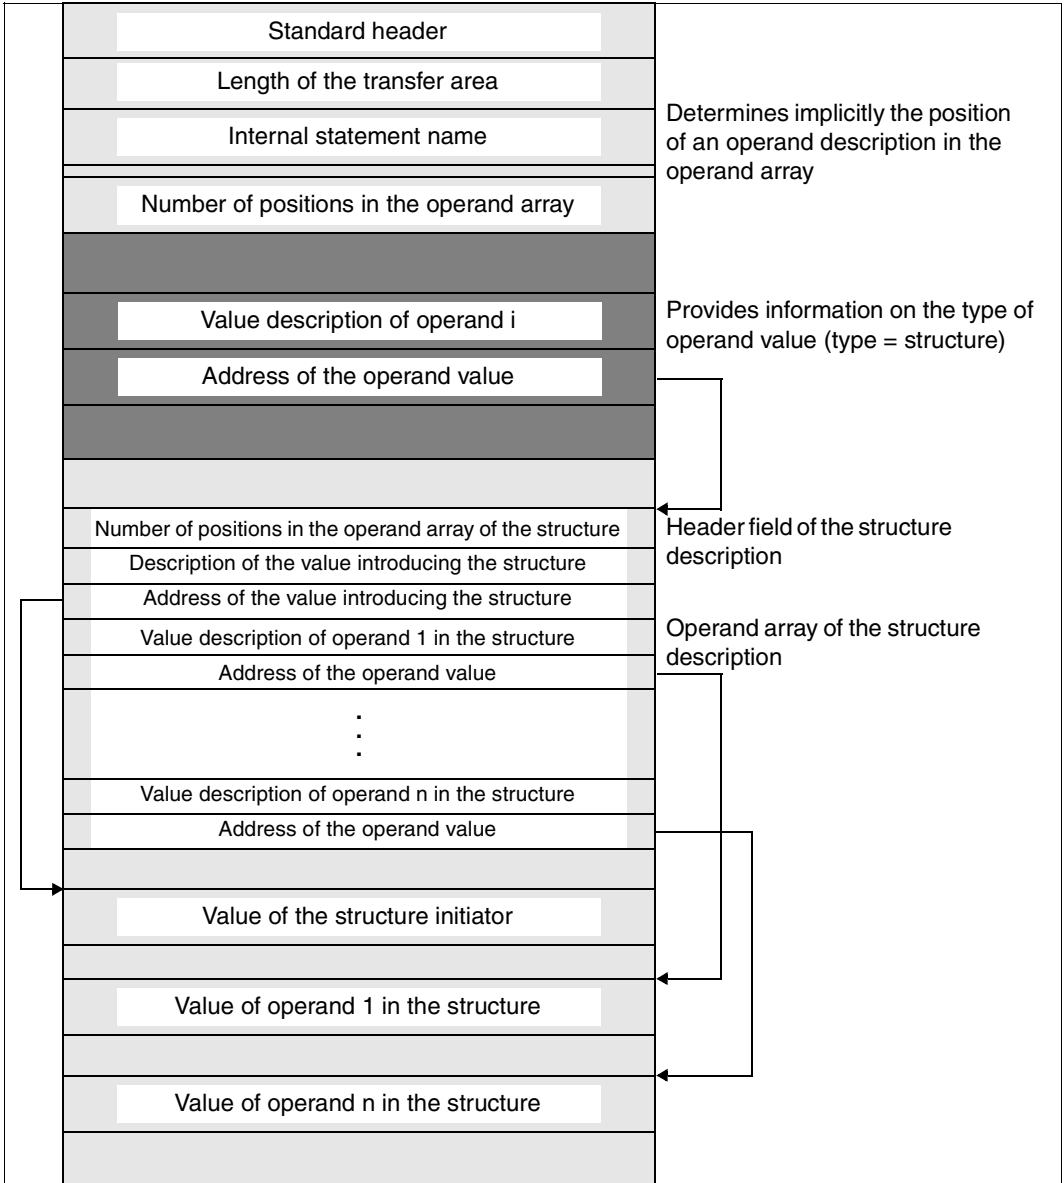 Standard header
Length of the transfer area
Internal statement name
Determines implicitly the position
of an operand description in the
operand array
Number of positions in the operand array
Value description of operand i
Provides information on the type of
operand value (type = structure)
Address of the operand value
Number of positions in the operand array of the structure
Header field of the structure
description
Description of the value introducing the structure
Address of the value introducing the structure
Value description of operand 1 in the structure
Operand array of the structure
description
Address of the operand value
.
.
.
Value description of operand n in the structure
Address of the operand value
Value of the structure initiator
Value of operand 1 in the structure
Value of operand n in the structure